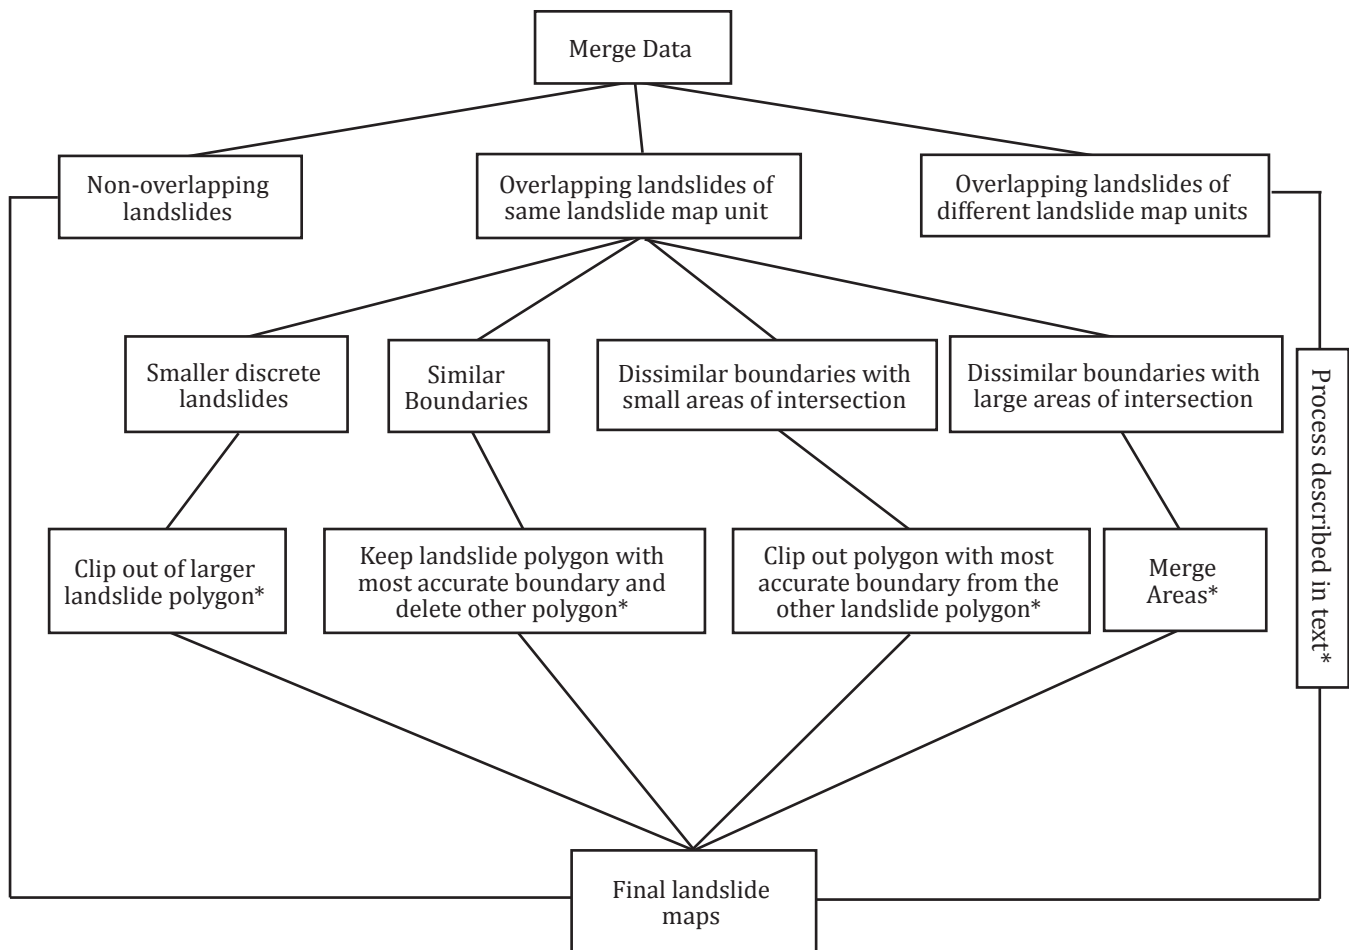 Merge Data
Non-overlapping
landslides
Overlapping landslides of
same landslide map unit
Overlapping landslides of
different landslide map units
Smaller discrete
landslides
Similar
Boundaries
Dissimilar boundaries with
small areas of intersection
Dissimilar boundaries with
large areas of intersection
Process described in text*
Clip out of larger
landslide polygon*
Keep landslide polygon with
most accurate boundary and
delete other polygon*
Clip out polygon with most
accurate boundary from the
other landslide polygon*
Merge
Areas*
Final landslide
maps